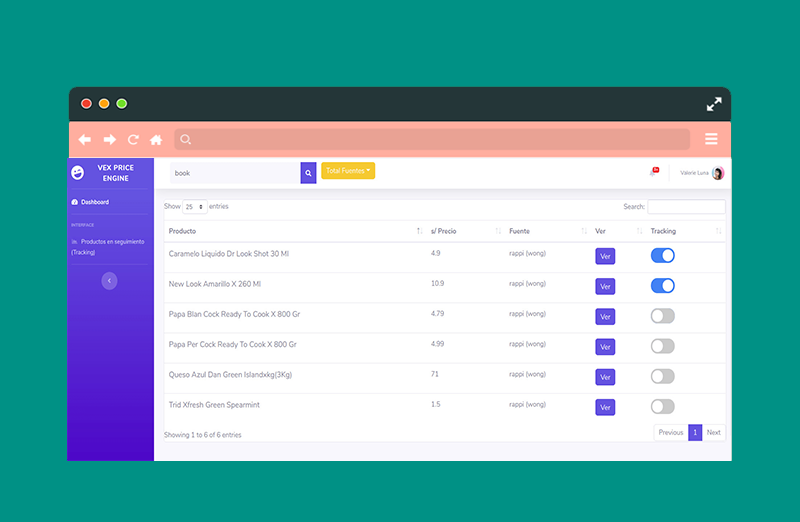 VEX PRICE
ENGINE
book
Total Fuentes
Valerie Luna
Dashboard
INTERFACE
Productos en seguimiento
(Tracking)
Show 25 entries
Search:
Producto s/ Precio Fuente Ver Tracking
Caramelo Liquido Dr Look Shot 30 Ml 4.9 rappi (wong) Ver
New Look Amarillo X 260 Ml 10.9 rappi (wong) Ver
Papa Blan Cock Ready To Cook X 800 Gr 4.79 rappi (wong) Ver
Papa Per Cock Ready To Cook X 800 Gr 4.99 rappi (wong) Ver
Queso Azul Dan Green Islandxkg(3Kg) 71 rappi (wong) Ver
Trid Xfresh Green Spearmint 1.5 rappi (wong) Ver
Showing 1 to 6 of 6 entries
Previous 1 Next